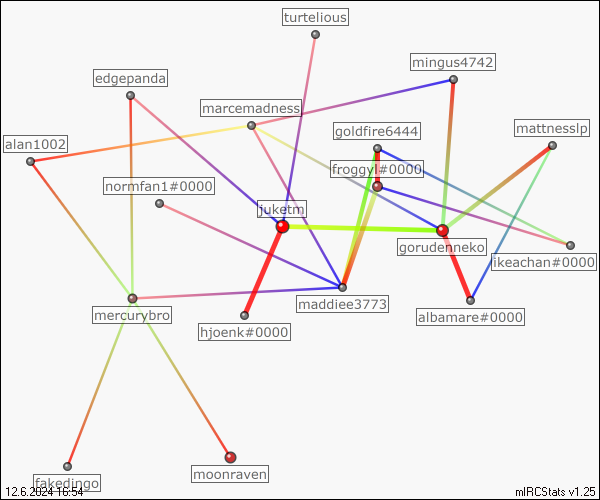 turtelious
mingus4742
edgepanda
marcemadness
goldfire6444
mattnesslp
alan1002
froggyl#0000
normfan1#0000
juketm
gorudenneko
ikeachan#0000
maddiee3773
mercurybro
albamare#0000
hjoenk#0000
moonraven
fakedingo
12.6.2024 16:54
mIRCStats v1.25